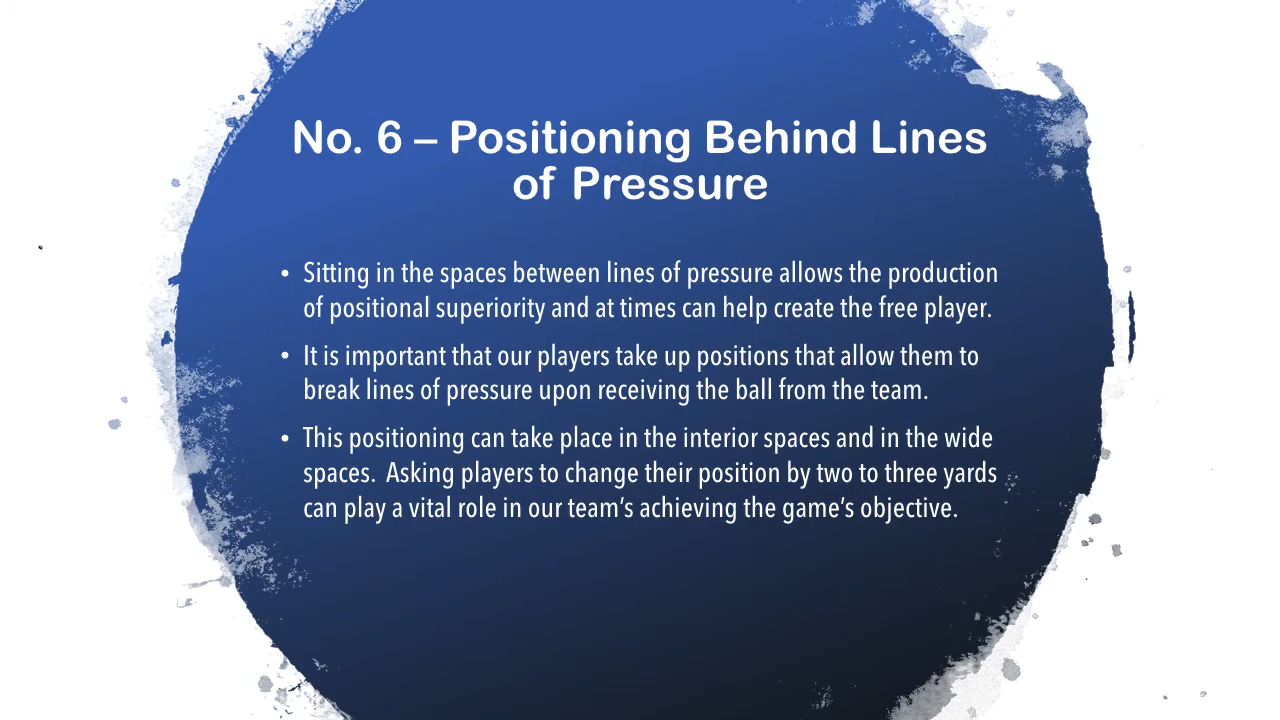 No. 6 – Positioning Behind Lines
of Pressure
• Sitting in the spaces between lines of pressure allows the production
of positional superiority and at times can help create the free player.
• It is important that our players take up positions that allow them to
break lines of pressure upon receiving the ball from the team.
• This positioning can take place in the interior spaces and in the wide
spaces.  Asking players to change their position by two to three yards
can play a vital role in our team’s achieving the game’s objective.